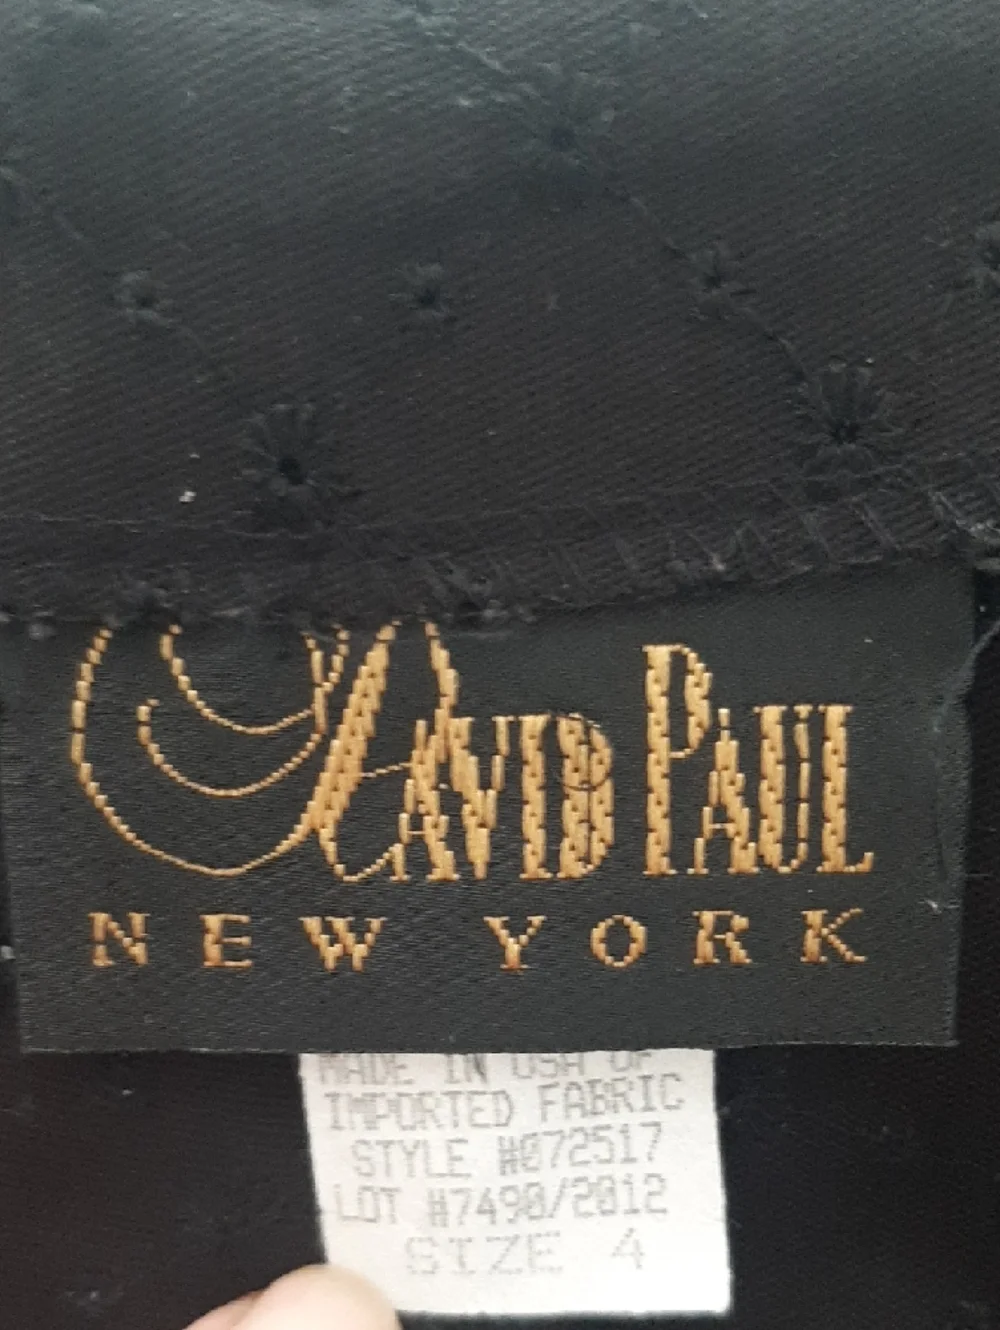 DAVID PAUL
NEW YORK
MADE IN USA OF
IMPORTED FABRIC
STYLE #072517
LOT #7490/2012
SIZE 4